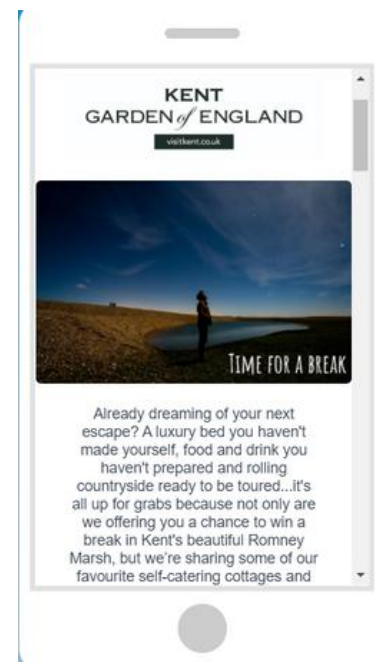 KENT
GARDEN of ENGLAND
visitkent.co.uk
TIME FOR A BREAK
Already dreaming of your next
escape? A luxury bed you haven't
made yourself, food and drink you
haven't prepared and rolling
countryside ready to be toured...it's
all up for grabs because not only are
we offering you a chance to win a
break in Kent's beautiful Romney
Marsh, but we're sharing some of our
favourite self-catering cottages and